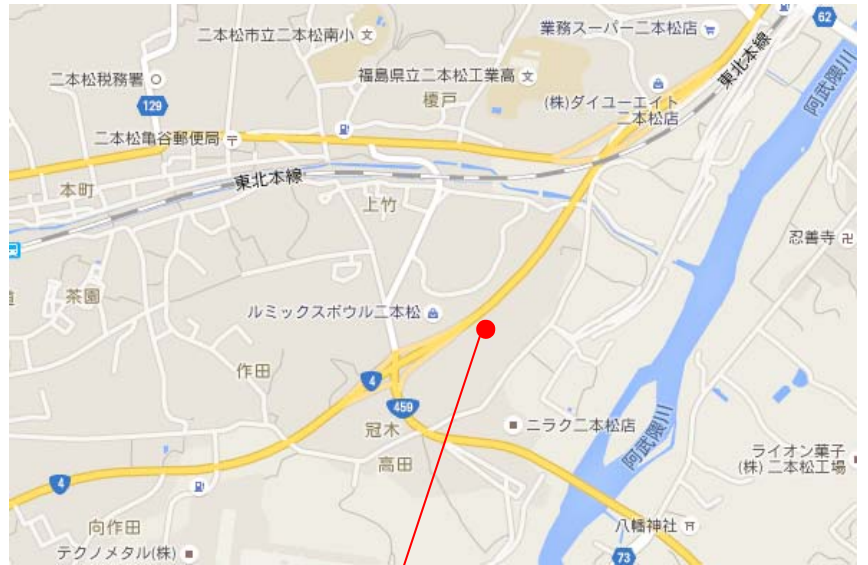 業務スーパー二本松店
62
二本松市立二本松南小
東北本線
阿武隈川
二本松税務署
福島県立二本松工業高
榎戸
(株)ダイユーエイト
二本松店
129
二本松亀谷郵便局
東北本線
本町
上竹
忍善寺
茶園
ルミックスボウル二本松
作田
4
459
冠木
ニラク二本松店
高田
阿武隈川
ライオン菓子
(株) 二本松工場
4
向作田
八幡神社
テクノメタル(株)
73